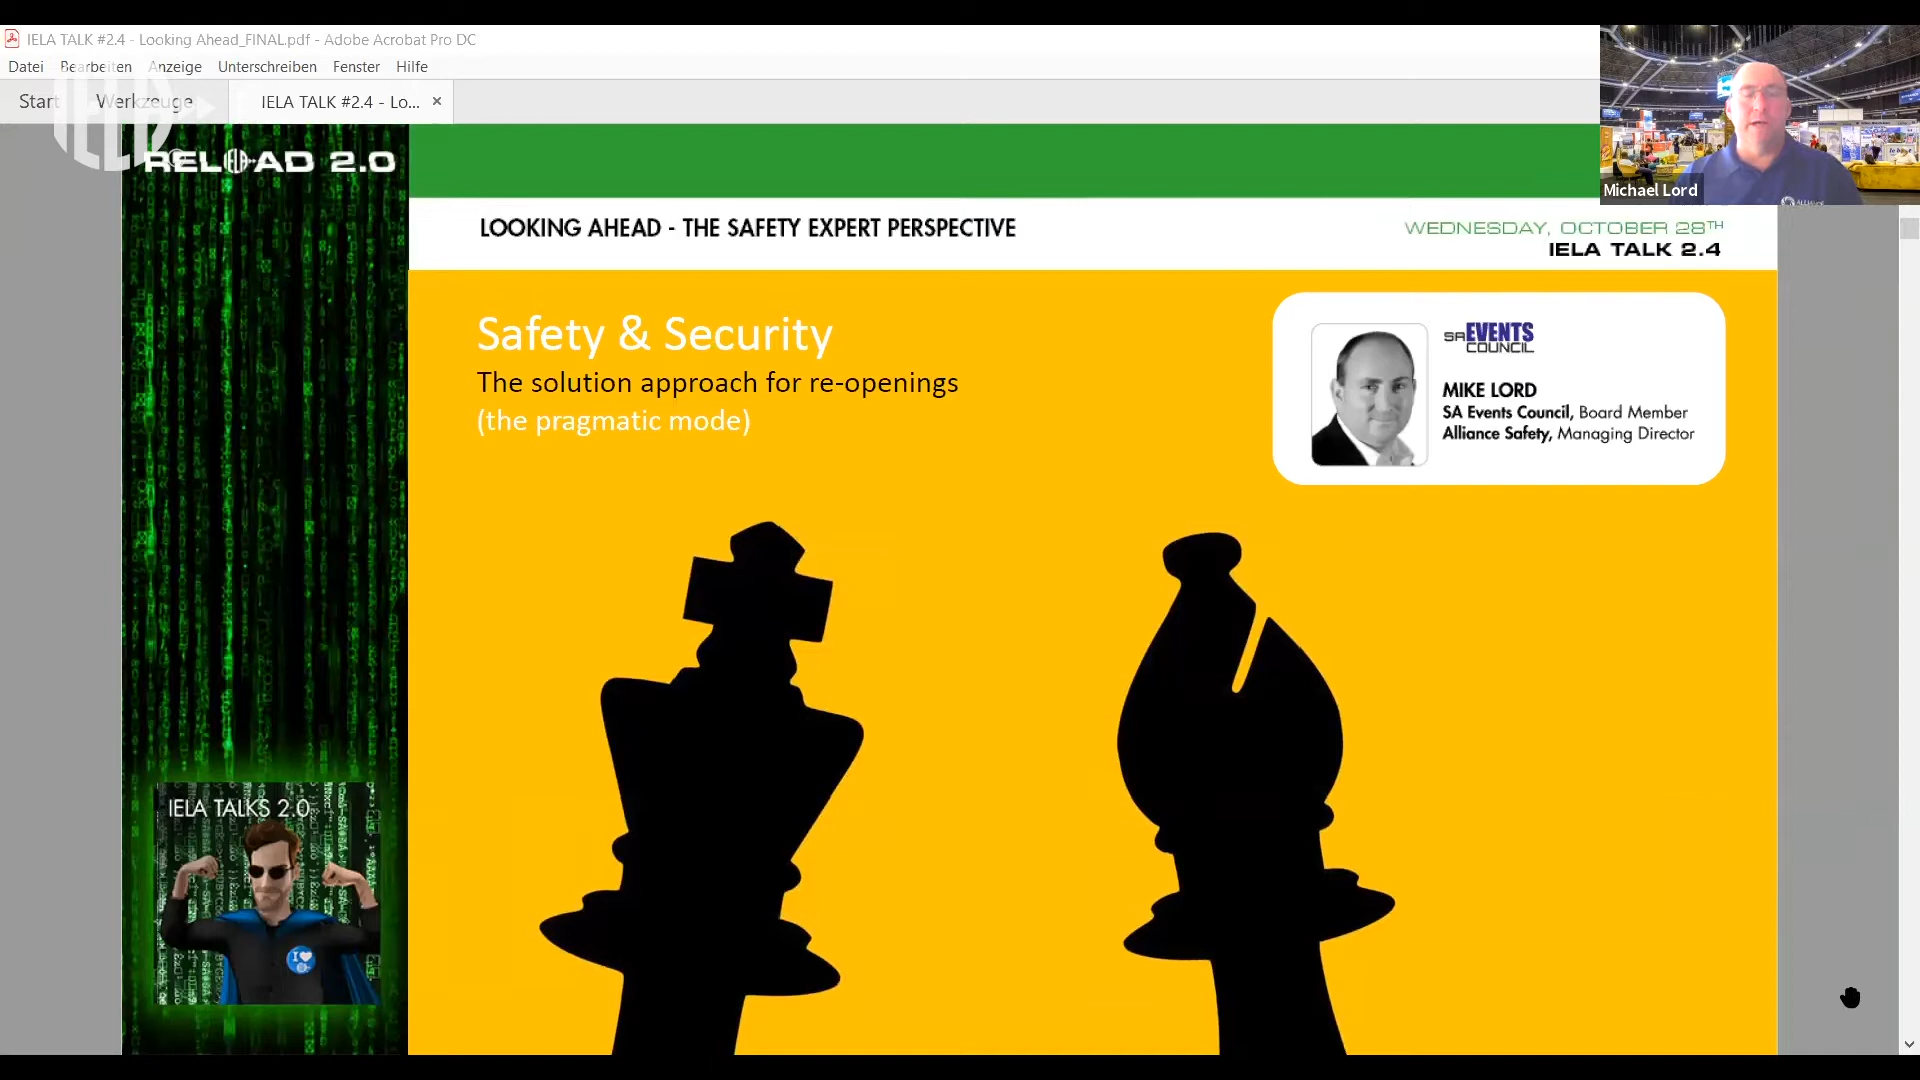 IELA TALK #2.4 - Looking Ahead_FINAL.pdf - Adobe Acrobat Pro DC
Datei Bearbeiten Anzeige Unterschreiben Fenster Hilfe
Start Werkzeuge IELA TALK #2.4 - Lo... ×
IELA
RELOAD 2.0
Michael Lord
LOOKING AHEAD - THE SAFETY EXPERT PERSPECTIVE
WEDNESDAY, OCTOBER 28TH
IELA TALK 2.4
Safety & Security
The solution approach for re-openings
(the pragmatic mode)
SA EVENTS
COUNCIL
MIKE LORD
SA Events Council, Board Member
Alliance Safety, Managing Director
IELA TALKS 2.0